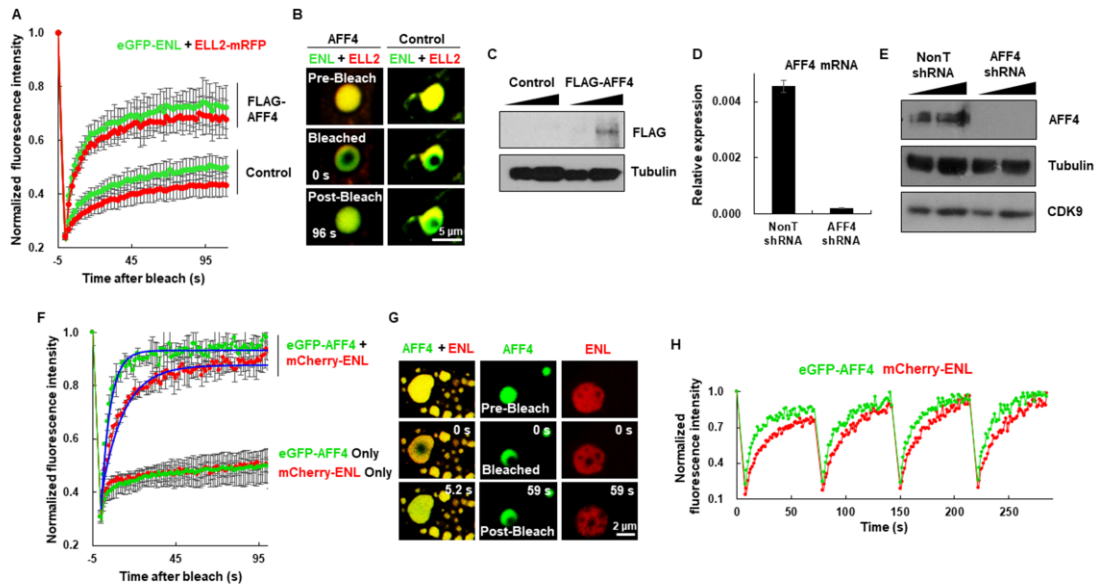 A
eGFP-ENL + ELL2-mRFP
Normalized fluorescence intensity
1.0
0.8
0.6
0.4
0.2
FLAG-
AFF4
Control
-5 45 95
Time after bleach (s)
B
AFF4 Control
ENL + ELL2 ENL + ELL2
Pre-Bleach
Bleached
0 s
Post-Bleach
96 s
5 µm
C
Control FLAG-AFF4
FLAG
Tubulin
D
AFF4 mRNA
Relative expression
0.004
0.002
0.000
NonT AFF4
shRNA shRNA
E
NonT AFF4
shRNA shRNA
AFF4
Tubulin
CDK9
F
Normalized fluorescence intensity
1.0
0.8
0.6
0.4
0.2
eGFP-AFF4 +
mCherry-ENL
eGFP-AFF4 Only
mCherry-ENL Only
-5 45 95
Time after bleach (s)
G
AFF4 + ENL AFF4 ENL
Pre-Bleach
0 s 0 s 0 s
Bleached
5.2 s 59 s 59 s
Post-Bleach
2 µm
H
eGFP-AFF4 mCherry-ENL
Normalized
fluorescence intensity
1.0
0.7
0.4
0.1
0 50 100 150 200 250
Time (s)